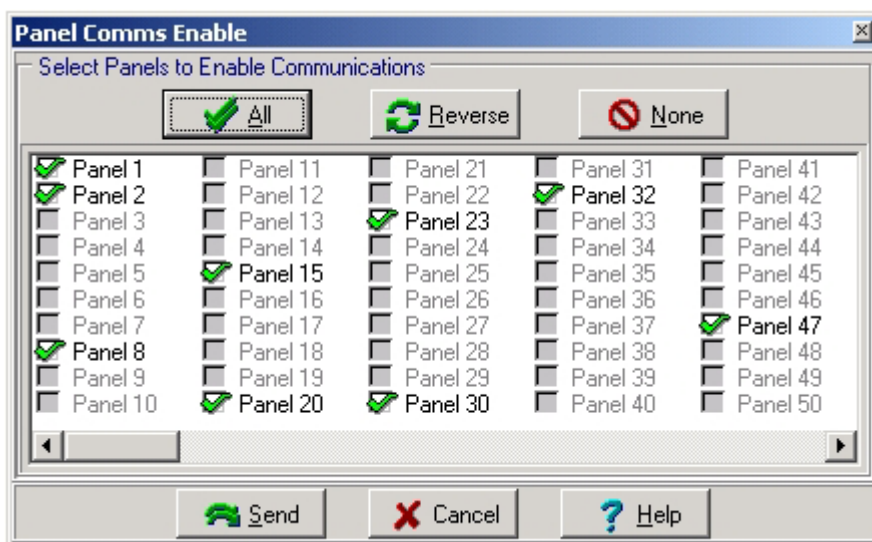 Panel Comms Enable
Select Panels to Enable Communications
All Reverse None
Panel 1 Panel 11 Panel 21 Panel 31 Panel 41
Panel 2 Panel 12 Panel 22 Panel 32 Panel 42
Panel 3 Panel 13 Panel 23 Panel 33 Panel 43
Panel 4 Panel 14 Panel 24 Panel 34 Panel 44
Panel 5 Panel 15 Panel 25 Panel 35 Panel 45
Panel 6 Panel 16 Panel 26 Panel 36 Panel 46
Panel 7 Panel 17 Panel 27 Panel 37 Panel 47
Panel 8 Panel 18 Panel 28 Panel 38 Panel 48
Panel 9 Panel 19 Panel 29 Panel 39 Panel 49
Panel 10 Panel 20 Panel 30 Panel 40 Panel 50
Send Cancel Help